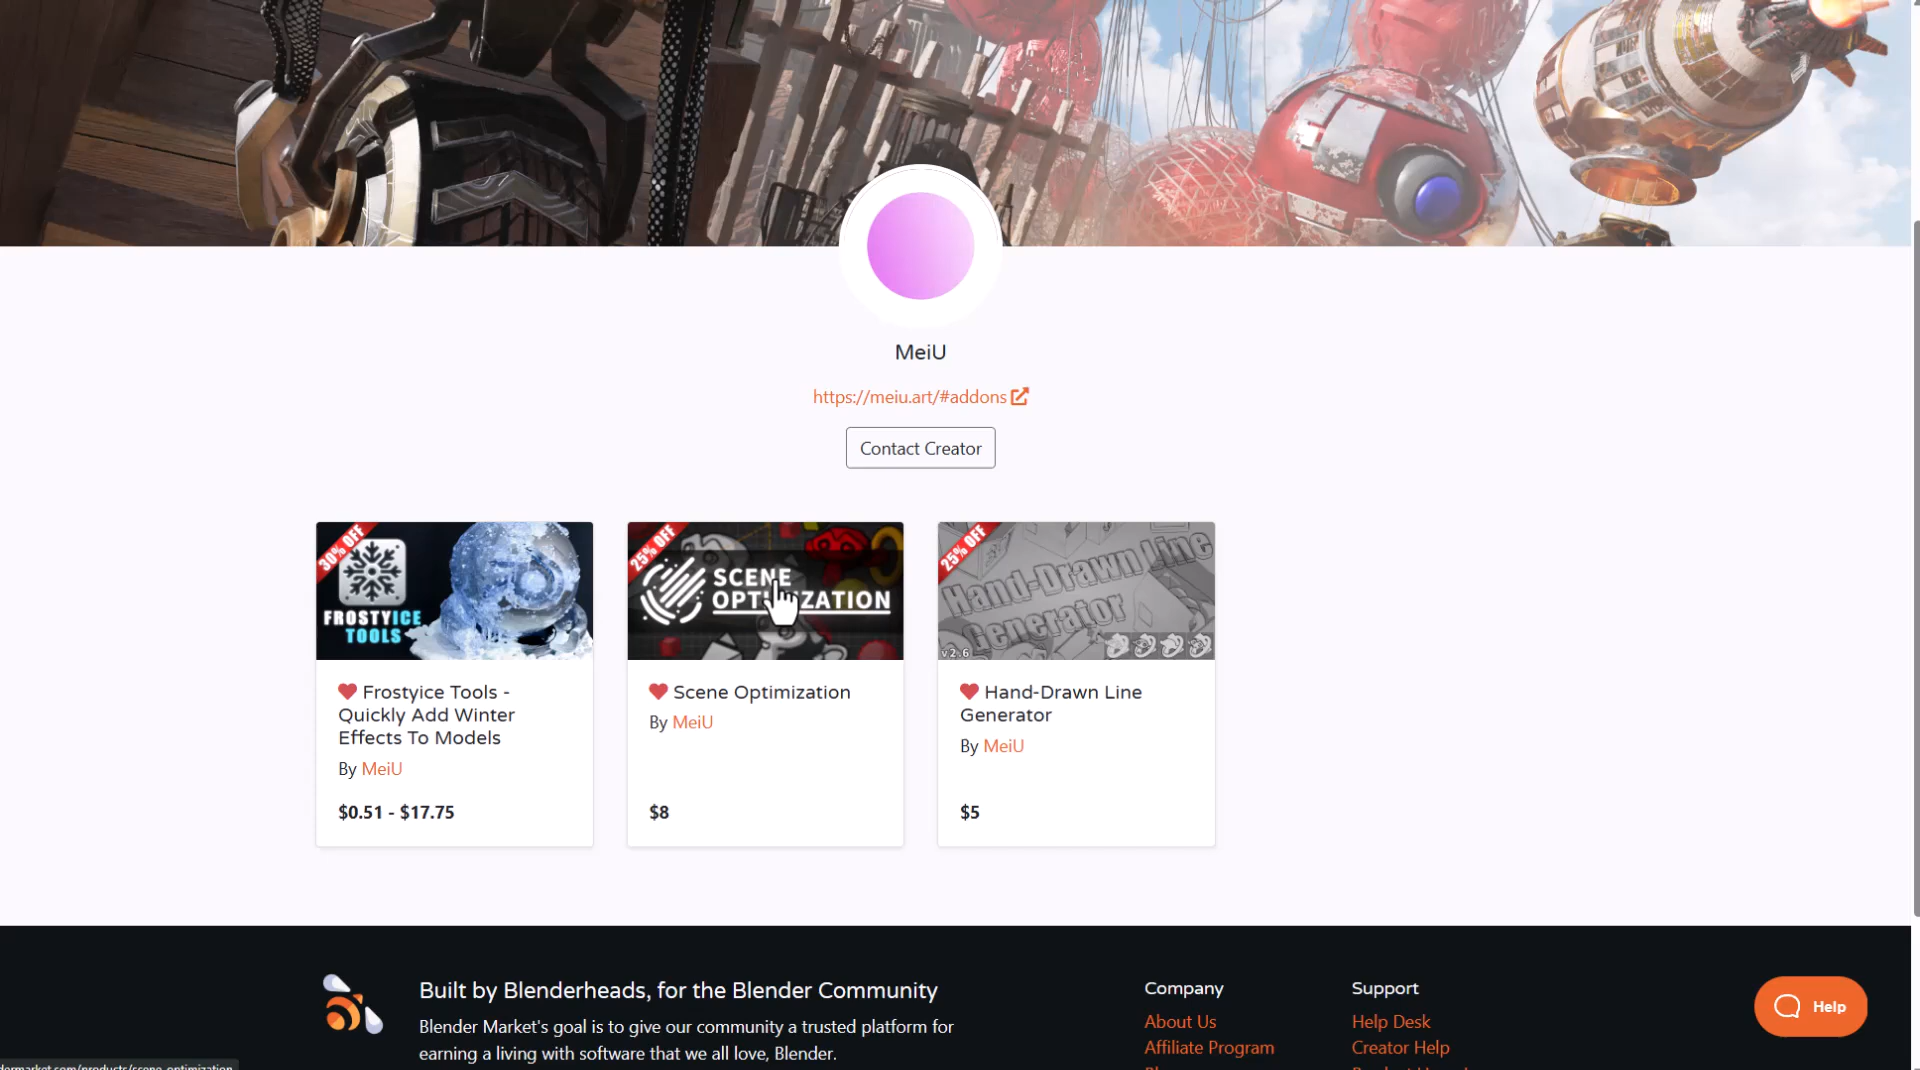 MeiU
https://meiu.art/#addons
Contact Creator
30% OFF
FROSTYICE
TOOLS
25% OFF
SCENE
OPTIMIZATION
25% OFF
Hand-Drawn Line
Generator
v2.6
Frostyice Tools -
Quickly Add Winter
Effects To Models
By MeiU
$0.51 - $17.75
Scene Optimization
By MeiU
$8
Hand-Drawn Line
Generator
By MeiU
$5
Built by Blenderheads, for the Blender Community
Blender Market's goal is to give our community a trusted platform for
earning a living with software that we all love, Blender.
Company
About Us
Affiliate Program
Support
Help Desk
Creator Help
Help